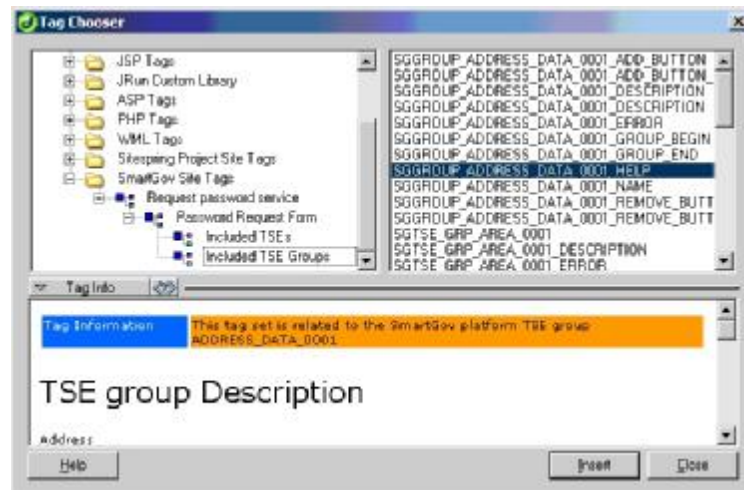 Tag Chooser
JSP Tags
JRun Custom Library
ASP Tags
PHP Tags
WML Tags
Sitespring Project Site Tags
SmartGov Site Tags
Request password service
Password Request Form
Included TSEs
Included TSE Groups
SGGROUP_ADDRESS_DATA_0001_ADD_BUTTON
SGGROUP_ADDRESS_DATA_0001_ADD_BUTTON_
SGGROUP_ADDRESS_DATA_0001_DESCRIPTION
SGGROUP_ADDRESS_DATA_0001_DESCRIPTION
SGGROUP_ADDRESS_DATA_0001_ERROR
SGGROUP_ADDRESS_DATA_0001_GROUP_BEGIN
SGGROUP_ADDRESS_DATA_0001_GROUP_END
SGGROUP_ADDRESS_DATA_0001_HELP
SGGROUP_ADDRESS_DATA_0001_NAME
SGGROUP_ADDRESS_DATA_0001_REMOVE_BUTT
SGGROUP_ADDRESS_DATA_0001_REMOVE_BUTT
SGTSE_GRP_AREA_0001
SGTSE_GRP_AREA_0001_DESCRIPTION
SGTSE_GRP_AREA_0001_ERROR
Tag Info
Tag Information
This tag set is related to the SmartGov platform TSE group
ADDRESS_DATA_0001
TSE group Description
Address
Help
Insert
Close